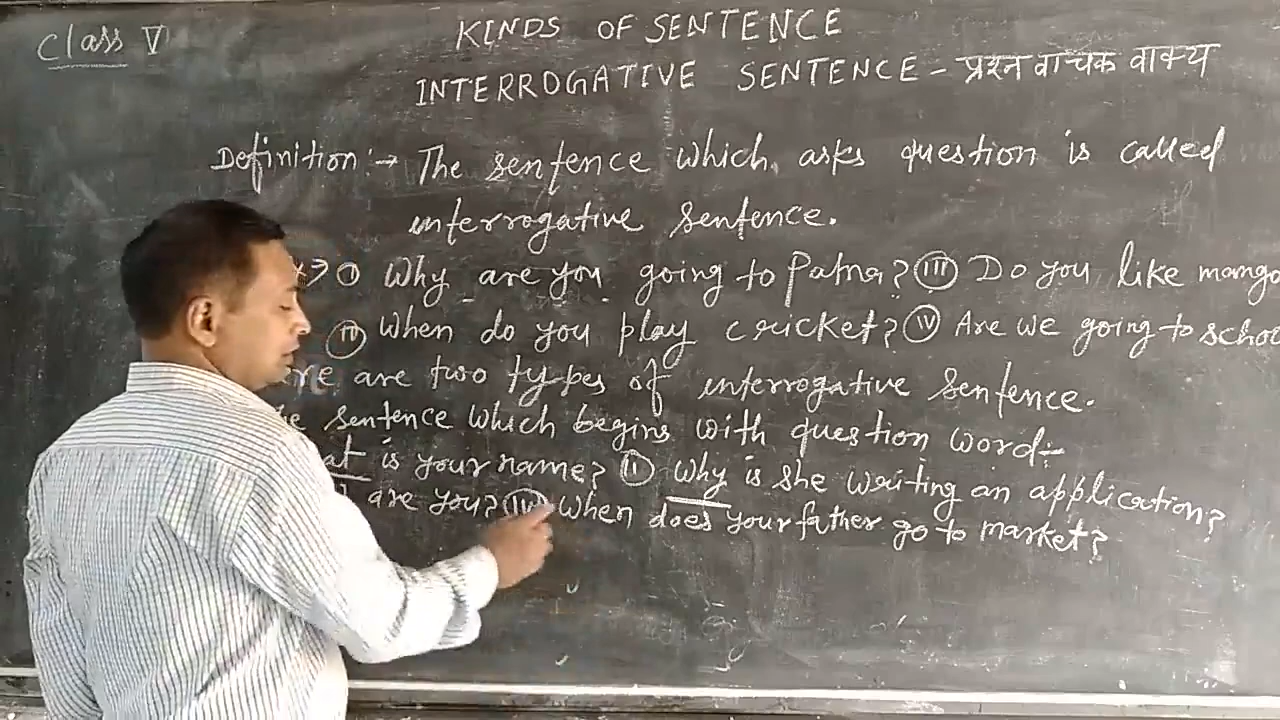 Class V
KINDS OF SENTENCE
INTERROGATIVE SENTENCE - प्रश्न वाचक वाक्य
Definition:→ The sentence which asks question is called
interrogative sentence.
(I) Why are you going to Patna? (III) Do you like mango
(II) When do you play cricket? (IV) Are we going to schoo
are two types of interrogative sentence.
sentence which begins with question word:-
is your name? (II) Why is she writing an application?
are you? (IV) When does your father go to market?